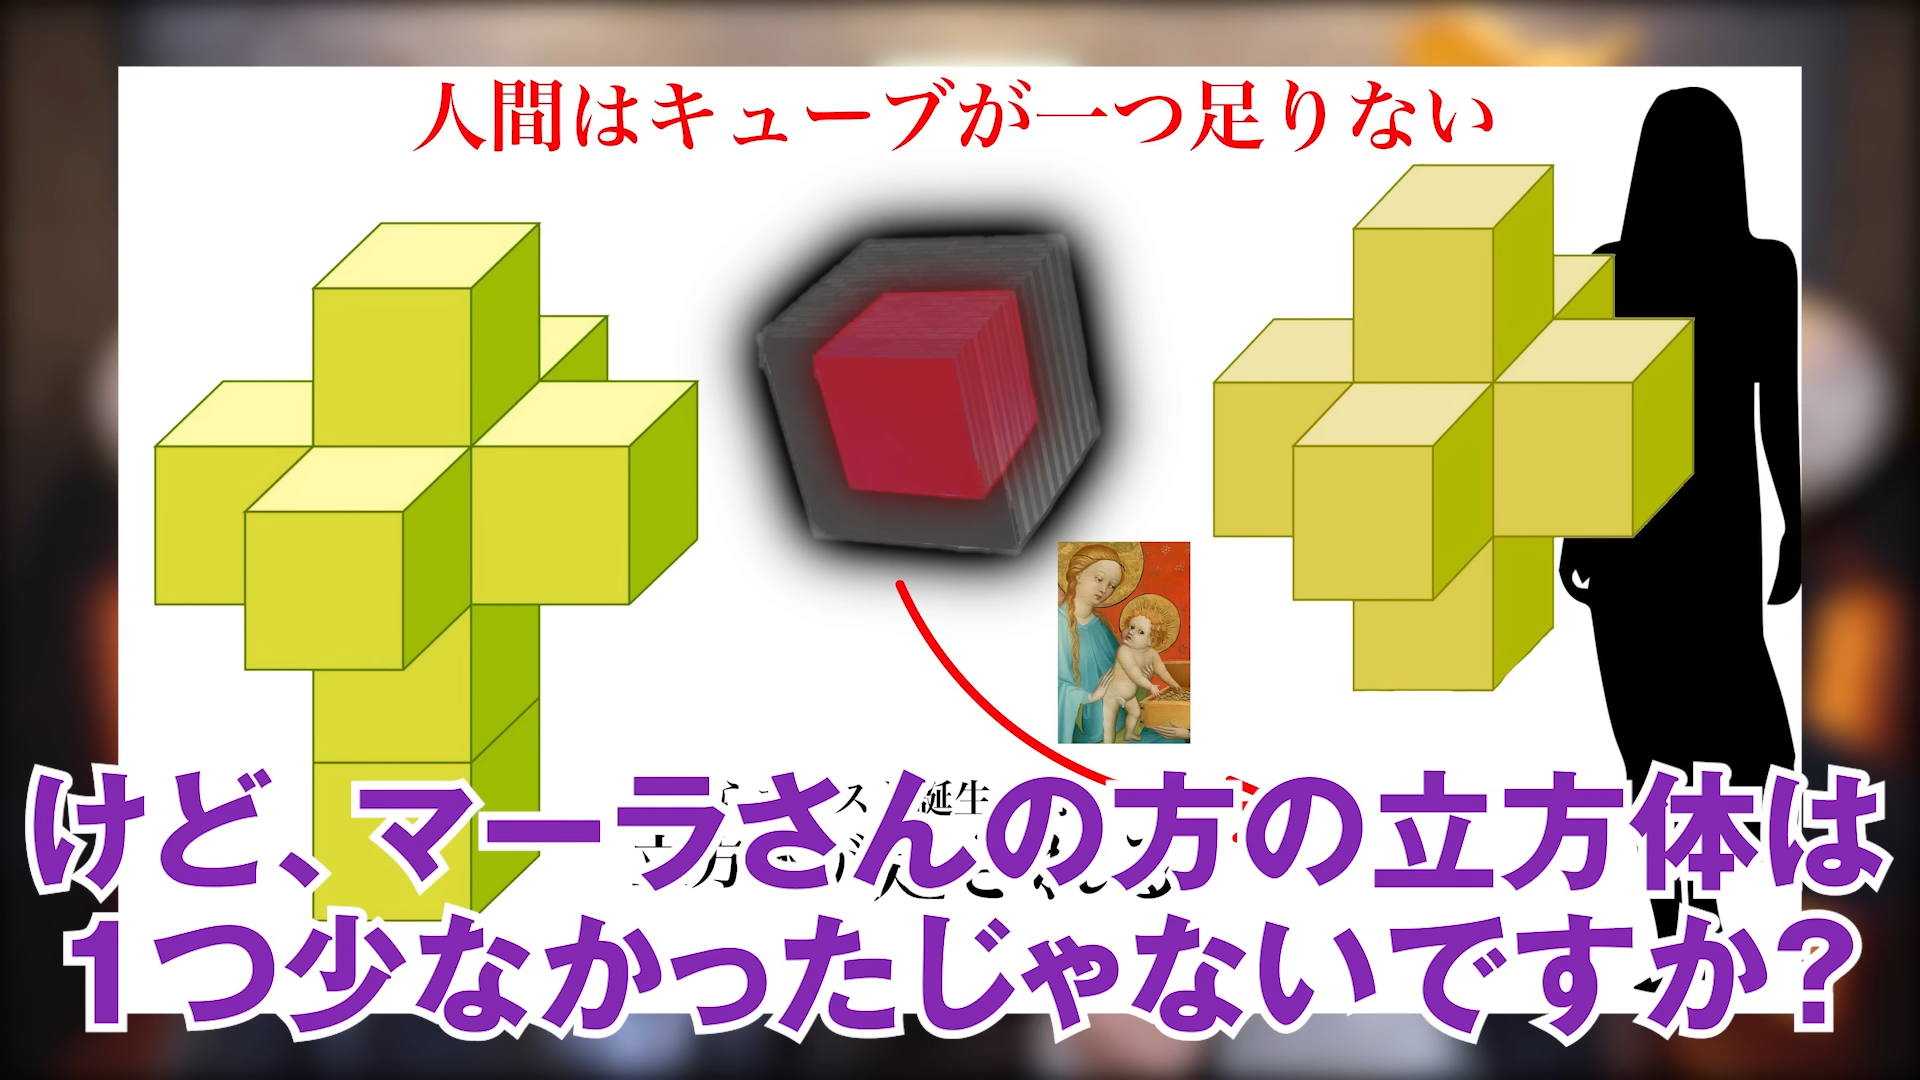 人間はキューブが一つ足りない
誕生
けど、マーラさんの方の立方体は
1つ少なかったじゃないですか?